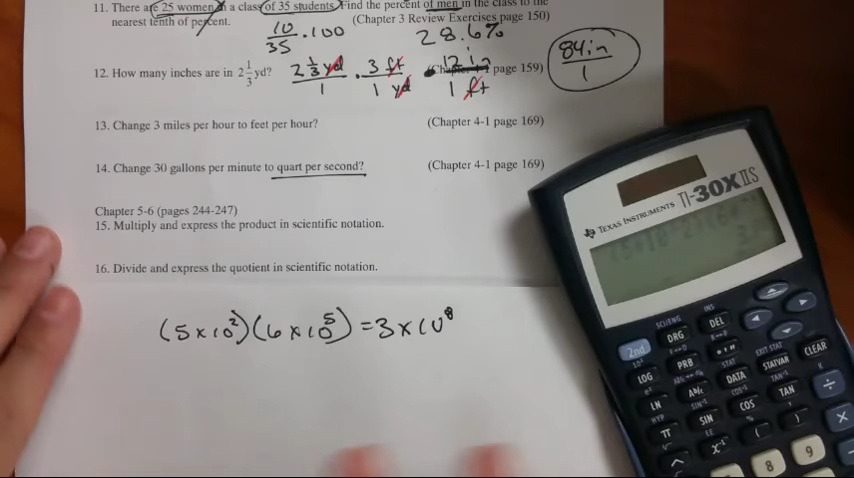 11. There are 25 women in a class of 35 students. Find the percent of men in the class to the
nearest tenth of percent. (Chapter 3 Review Exercises page 150)
10/35 · 100 28.6%
12. How many inches are in 2 1/3 yd? 2 1/3 yd/1 · 3 ft/1 yd · 12 in/1 ft page 159) 84 in/1
13. Change 3 miles per hour to feet per hour? (Chapter 4-1 page 169)
14. Change 30 gallons per minute to quart per second? (Chapter 4-1 page 169)
Chapter 5-6 (pages 244-247)
15. Multiply and express the product in scientific notation.
16. Divide and express the quotient in scientific notation.
(5 x 10²)(6 x 10⁵) = 3 x 10⁸
TEXAS INSTRUMENTS TI-30X IIS
2nd DRG DEL
LOG PRB CLEAR
LN A b/c DATA STATVAR
π SIN COS TAN ÷
^ x⁻¹ ( ) X
8 9